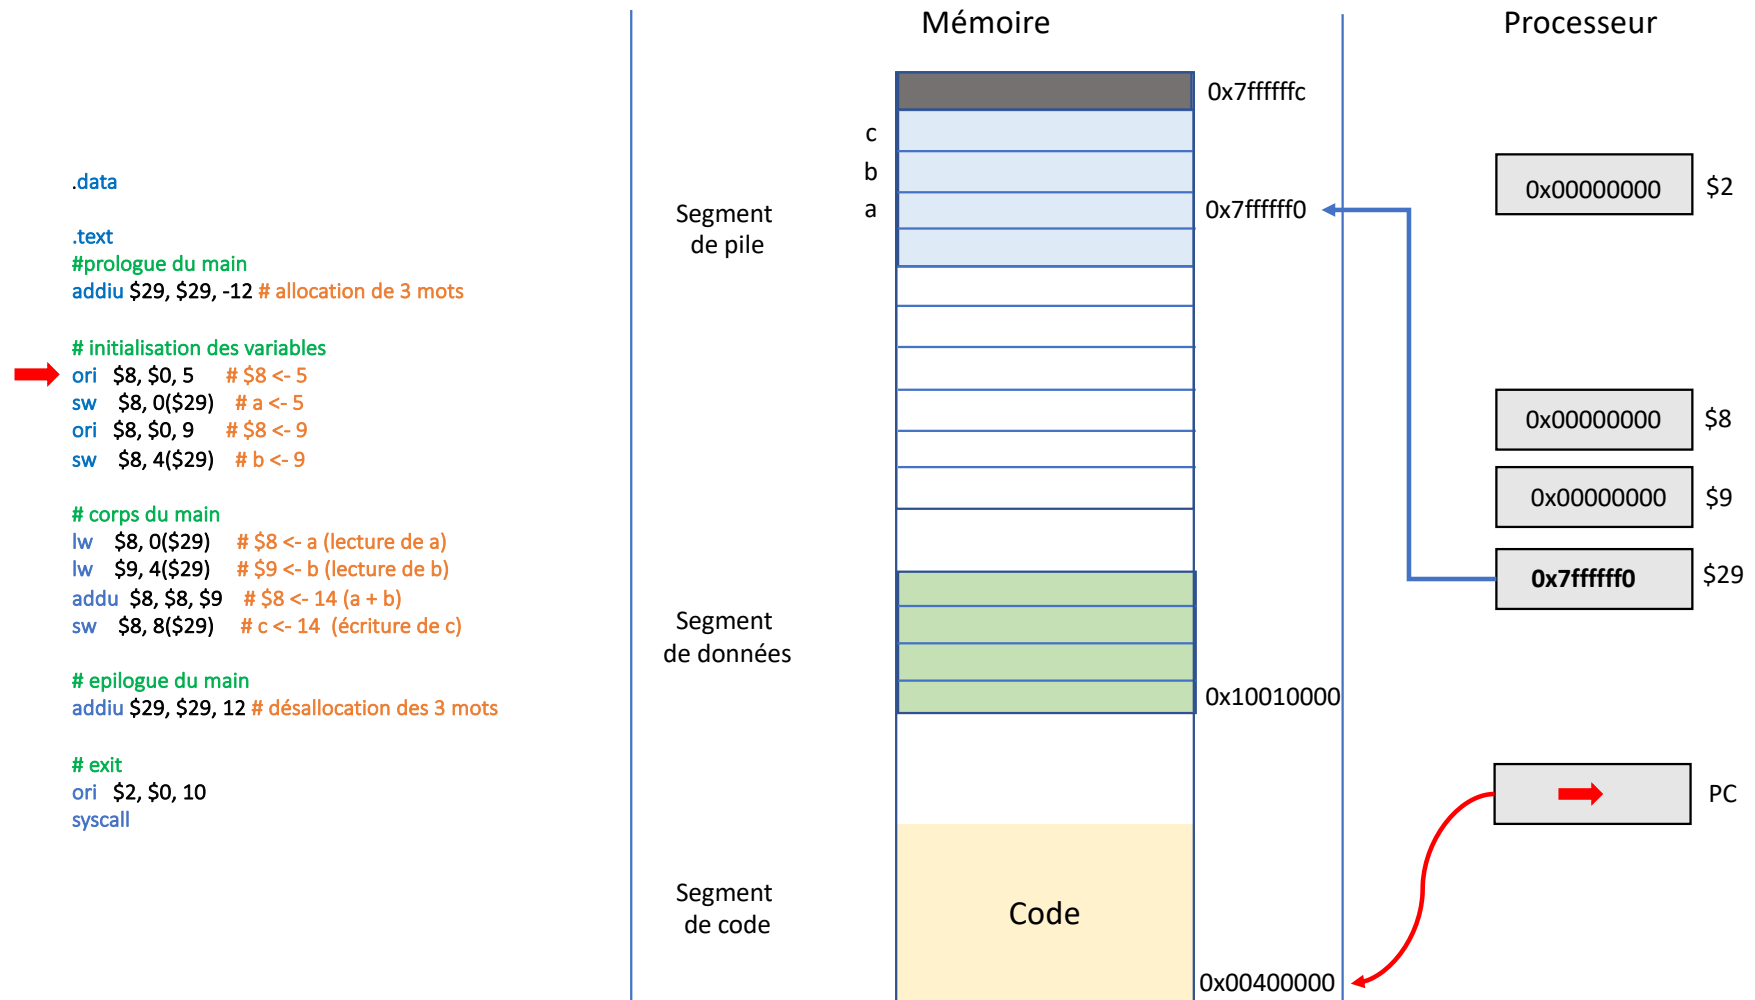 .data
.text
#prologue du main
addiu $29, $29, -12 # allocation de 3 mots
# initialisation des variables
ori $8, $0, 5 # $8 <- 5
sw $8, 0($29) # a <- 5
ori $8, $0, 9 # $8 <- 9
sw $8, 4($29) # b <- 9
# corps du main
lw $8, 0($29) # $8 <- a (lecture de a)
lw $9, 4($29) # $9 <- b (lecture de b)
addu $8, $8, $9 # $8 <- 14 (a + b)
sw $8, 8($29) # c <- 14 (écriture de c)
# epilogue du main
addiu $29, $29, 12 # désallocation des 3 mots
# exit
ori $2, $0, 10
syscall
Mémoire
0x7ffffffc
c
b
a
0x7ffffff0
Segment
de pile
Segment
de données
0x10010000
Segment
de code
Code
0x00400000
Processeur
0x00000000 $2
0x00000000 $8
0x00000000 $9
0x7ffffff0 $29
PC